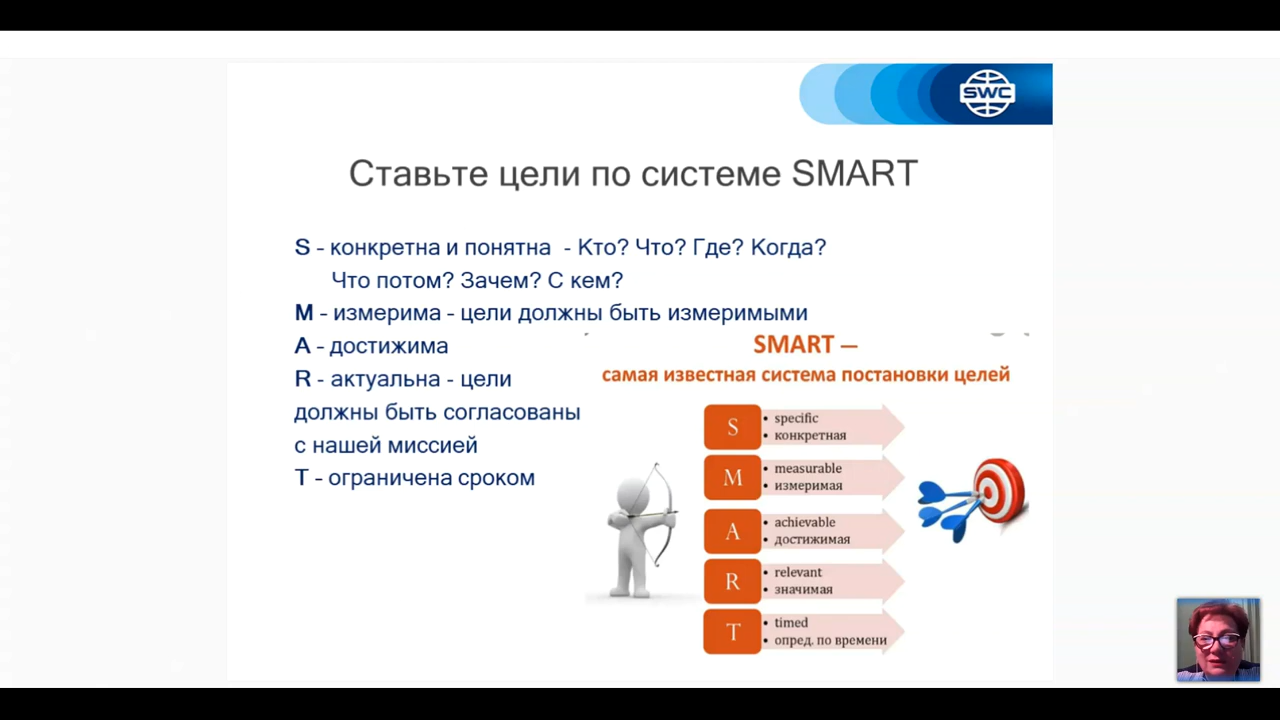 SWC
Ставьте цели по системе SMART
S - конкретна и понятна - Кто? Что? Где? Когда?
Что потом? Зачем? С кем?
M - измерима - цели должны быть измеримыми
A - достижима
R - актуальна - цели
должны быть согласованы
с нашей миссией
T - ограничена сроком
SMART —
самая известная система постановки целей
S
• specific
• конкретная
M
• measurable
• измеримая
A
• achievable
• достижимая
R
• relevant
• значимая
T
• timed
• опред. по времени